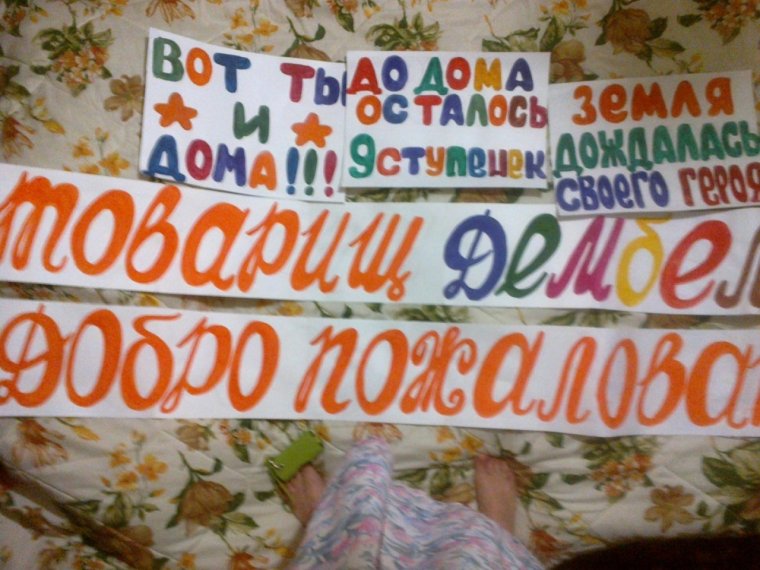 ВОТ ТЫ
И
ДОМА!!!
ДО ДОМА
ОСТАЛОСЬ
9 СТУПЕНЕК
ЗЕМЛЯ
ДОЖДАЛАСЬ
СВОЕГО ГЕРОЯ
товарищ Дембел
Добро пожалова